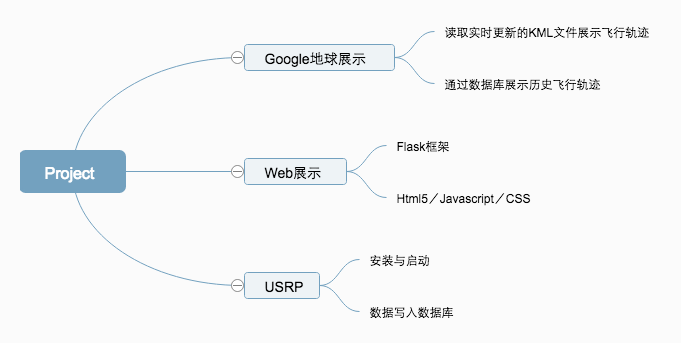 Project
Google地球展示
读取实时更新的KML文件展示飞行轨迹
通过数据库展示历史飞行轨迹
Web展示
Flask框架
Html5／Javascript／CSS
USRP
安装与启动
数据写入数据库